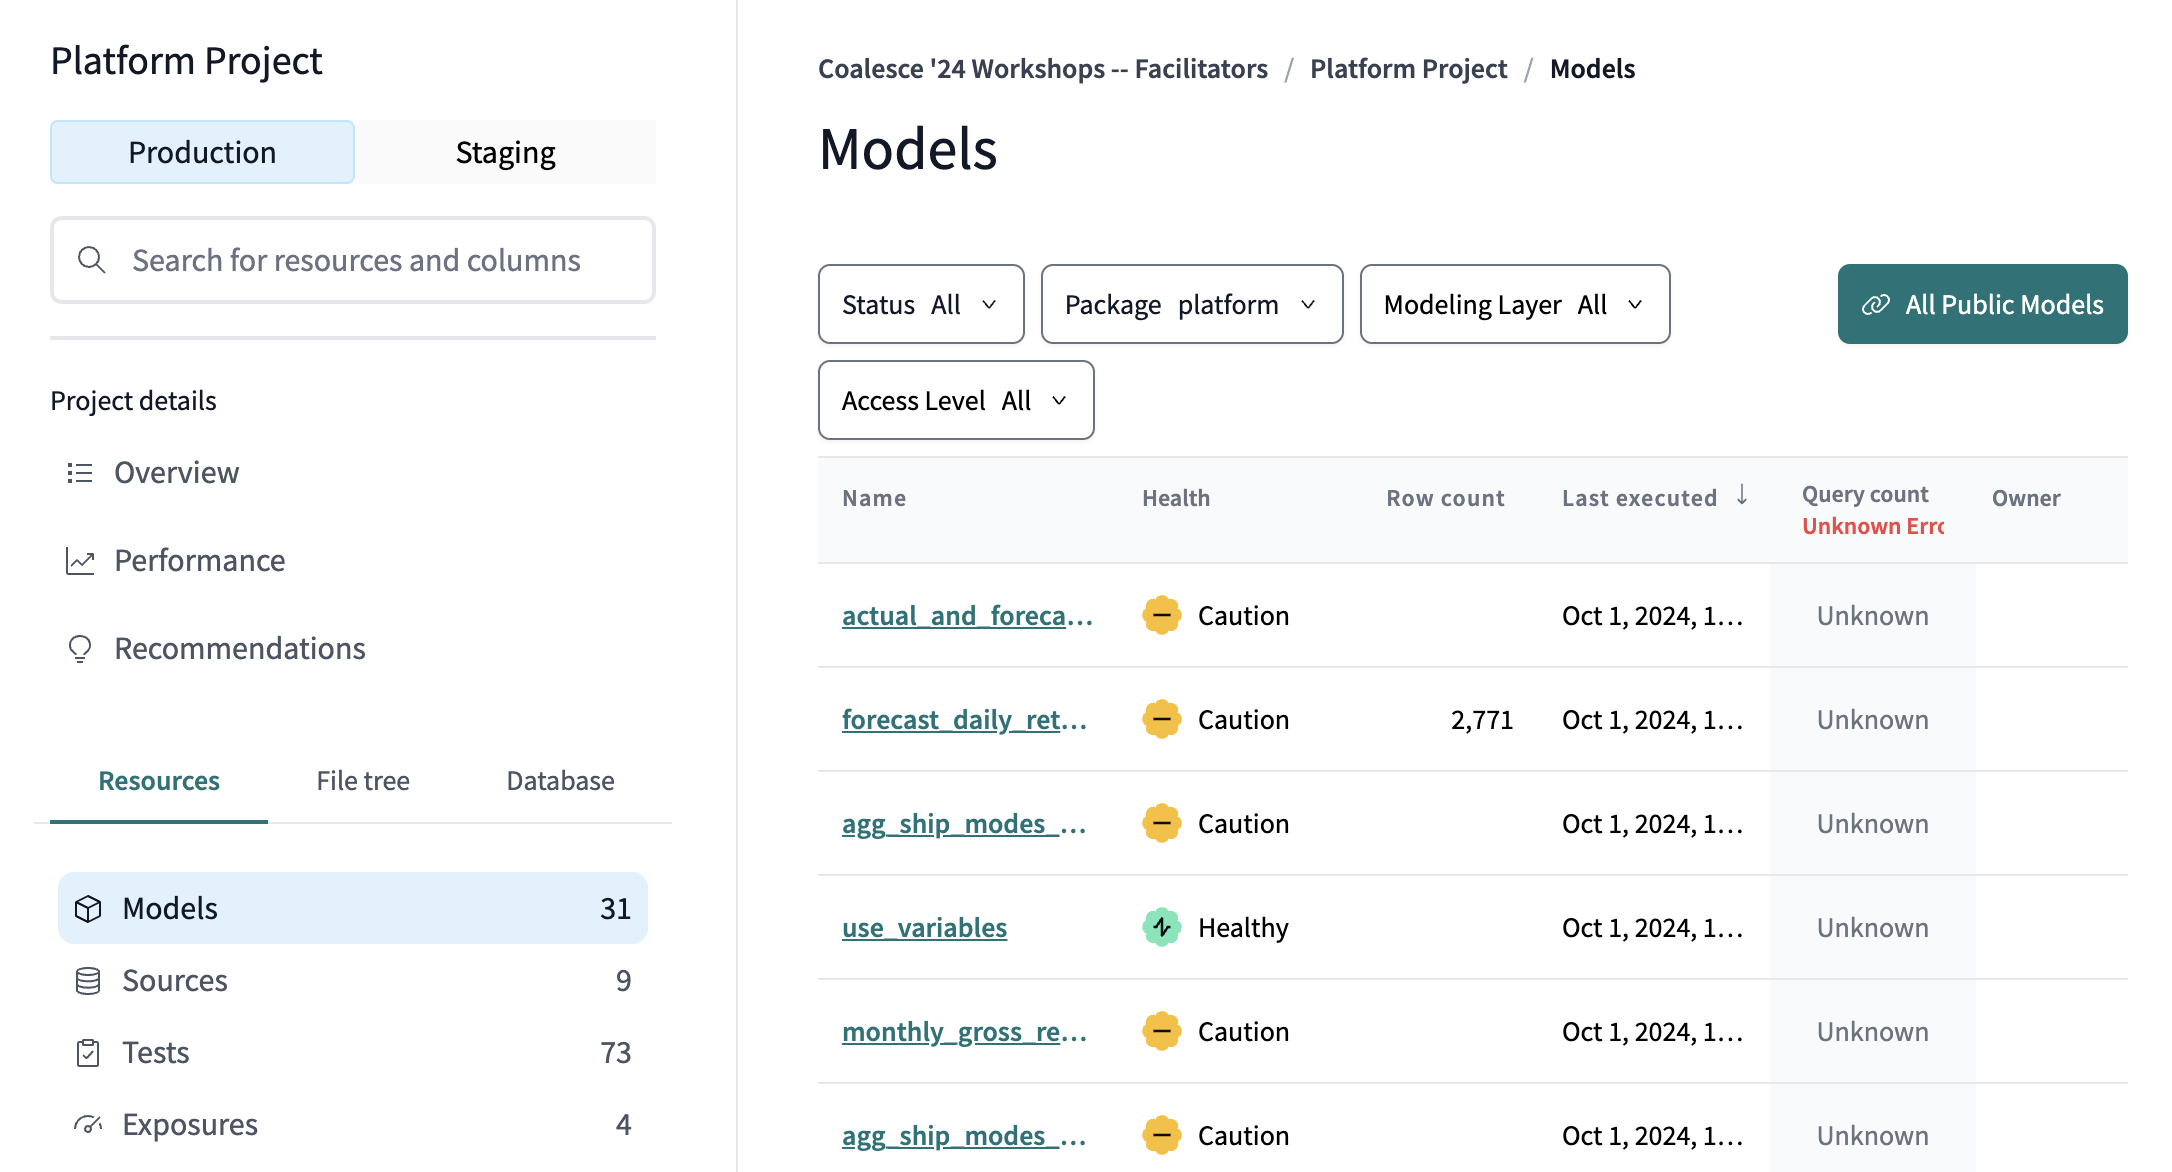 Platform Project
Production Staging
Search for resources and columns
Project details
Overview
Performance
Recommendations
Resources File tree Database
Models 31
Sources 9
Tests 73
Exposures 4
Coalesce '24 Workshops -- Facilitators / Platform Project / Models
Models
Status All Package platform Modeling Layer All All Public Models
Access Level All
Name Health Row count Last executed ↓ Query count Owner
Unknown Erro
actual_and_foreca... Caution Oct 1, 2024, 1... Unknown
forecast_daily_ret... Caution 2,771 Oct 1, 2024, 1... Unknown
agg_ship_modes_... Caution Oct 1, 2024, 1... Unknown
use_variables Healthy Oct 1, 2024, 1... Unknown
monthly_gross_re... Caution Oct 1, 2024, 1... Unknown
agg_ship_modes_... Caution Oct 1, 2024, 1... Unknown